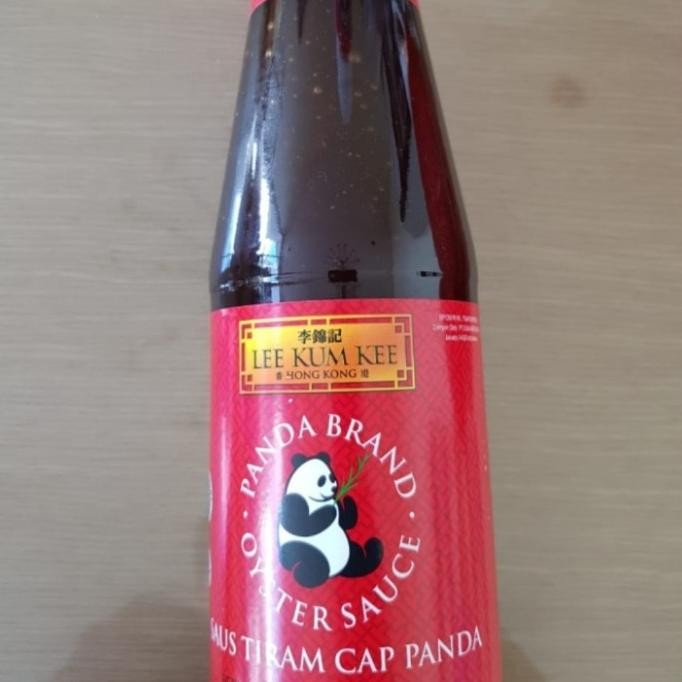 李錦記
LEE KUM KEE
香 HONG KONG 港
PANDA BRAND
OYSTER SAUCE
SAUS TIRAM CAP PANDA